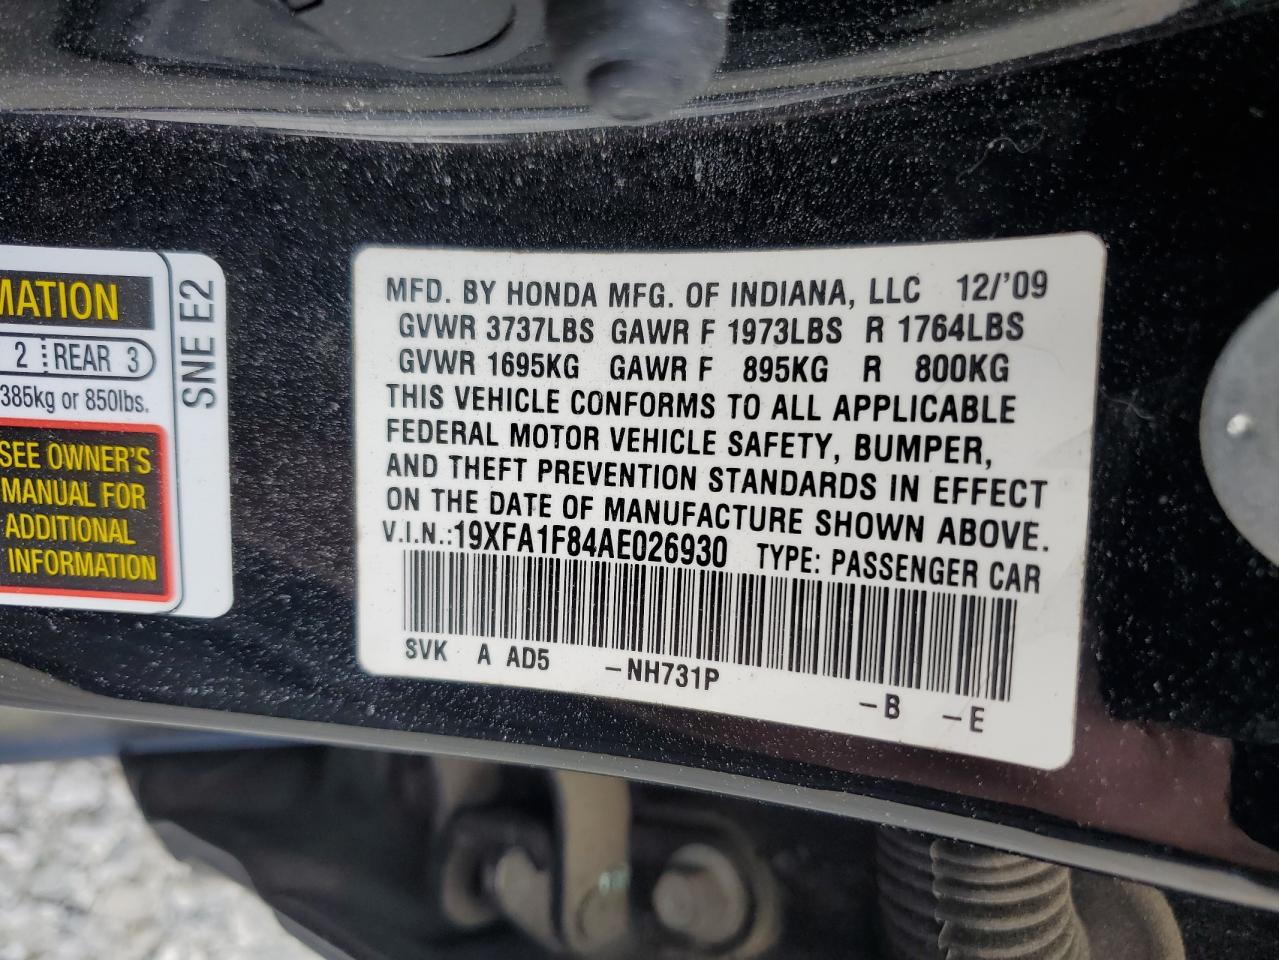 MATION
2 REAR 3
385kg or 850lbs.
SEE OWNER'S
MANUAL FOR
ADDITIONAL
INFORMATION
SNE E2
MFD. BY HONDA MFG. OF INDIANA, LLC 12/'09
GVWR 3737LBS GAWR F 1973LBS R 1764LBS
GVWR 1695KG GAWR F 895KG R 800KG
THIS VEHICLE CONFORMS TO ALL APPLICABLE
FEDERAL MOTOR VEHICLE SAFETY, BUMPER,
AND THEFT PREVENTION STANDARDS IN EFFECT
ON THE DATE OF MANUFACTURE SHOWN ABOVE.
V.I.N.:19XFA1F84AE026930 TYPE: PASSENGER CAR
SVK A AD5 -NH731P -B -E